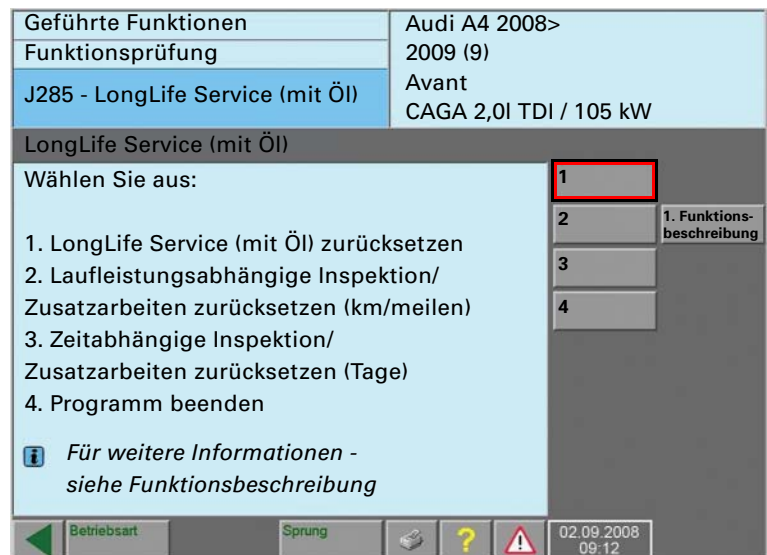 Geführte Funktionen
Funktionsprüfung
J285 - LongLife Service (mit Öl)
Audi A4 2008>
2009 (9)
Avant
CAGA 2,0l TDI / 105 kW
LongLife Service (mit Öl)
Wählen Sie aus:
1. LongLife Service (mit Öl) zurücksetzen
2. Laufleistungsabhängige Inspektion/
Zusatzarbeiten zurücksetzen (km/meilen)
3. Zeitabhängige Inspektion/
Zusatzarbeiten zurücksetzen (Tage)
4. Programm beenden
Für weitere Informationen -
siehe Funktionsbeschreibung
1
2
3
4
1. Funktions-
beschreibung
Betriebsart
Sprung
?
02.09.2008
09:12